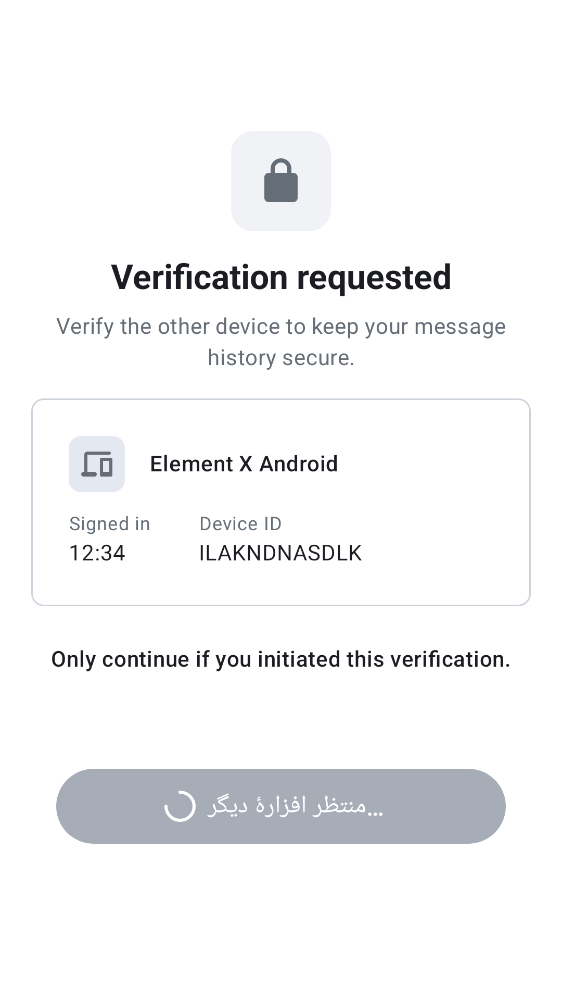 Verification requested
Verify the other device to keep your message
history secure.
Element X Android
Signed in
Device ID
12:34
ILAKNDNASDLK
Only continue if you initiated this verification.
منتظر افزارهٔ دیگر…